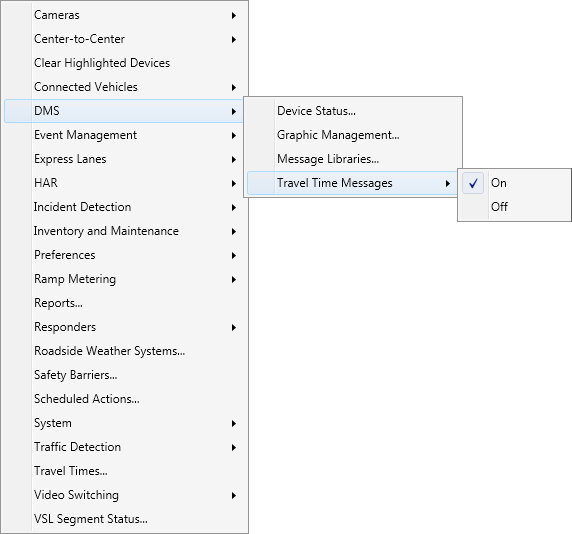 Cameras
Center-to-Center
Clear Highlighted Devices
Connected Vehicles
DMS
Event Management
Express Lanes
HAR
Incident Detection
Inventory and Maintenance
Preferences
Ramp Metering
Reports...
Responders
Roadside Weather Systems...
Safety Barriers...
Scheduled Actions...
System
Traffic Detection
Travel Times...
Video Switching
VSL Segment Status...
Device Status...
Graphic Management...
Message Libraries...
Travel Time Messages
On
Off